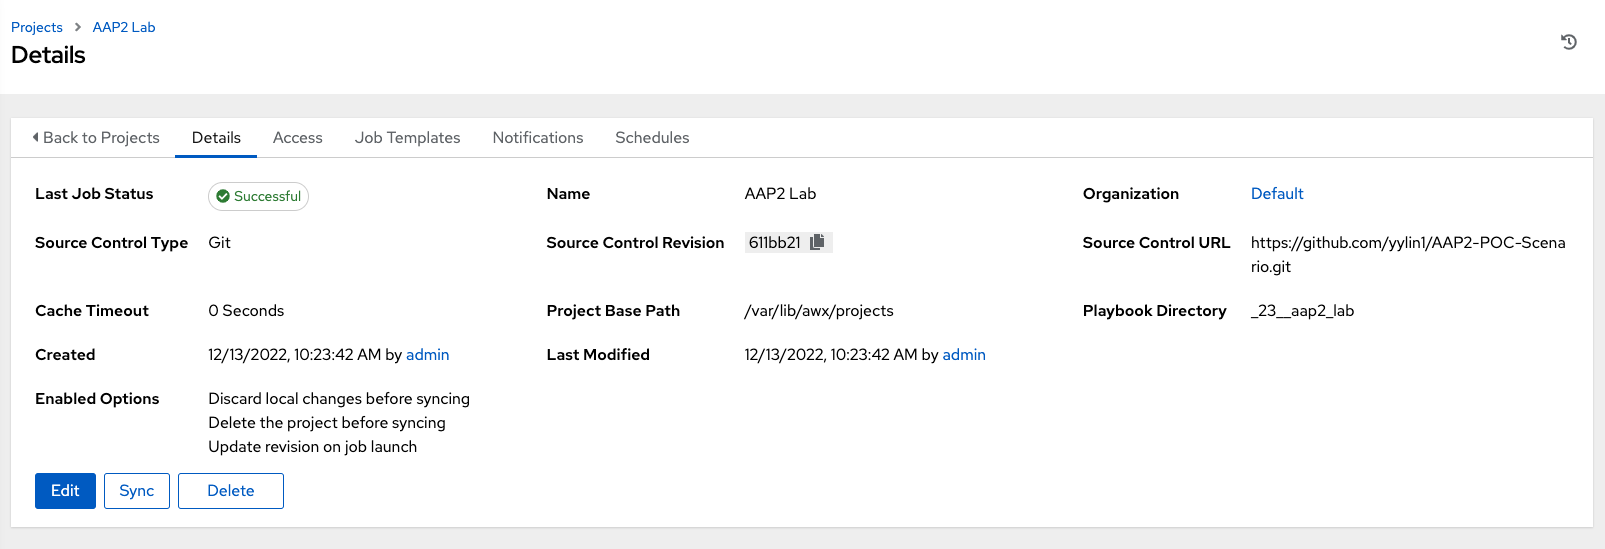 Projects > AAP2 Lab
Details
Back to Projects Details Access Job Templates Notifications Schedules
Last Job Status Successful Name AAP2 Lab Organization Default
Source Control Type Git Source Control Revision 611bb21 Source Control URL https://github.com/yylin1/AAP2-POC-Scena
rio.git
Cache Timeout 0 Seconds Project Base Path /var/lib/awx/projects Playbook Directory _23__aap2_lab
Created 12/13/2022, 10:23:42 AM by admin Last Modified 12/13/2022, 10:23:42 AM by admin
Enabled Options Discard local changes before syncing
Delete the project before syncing
Update revision on job launch
Edit Sync Delete